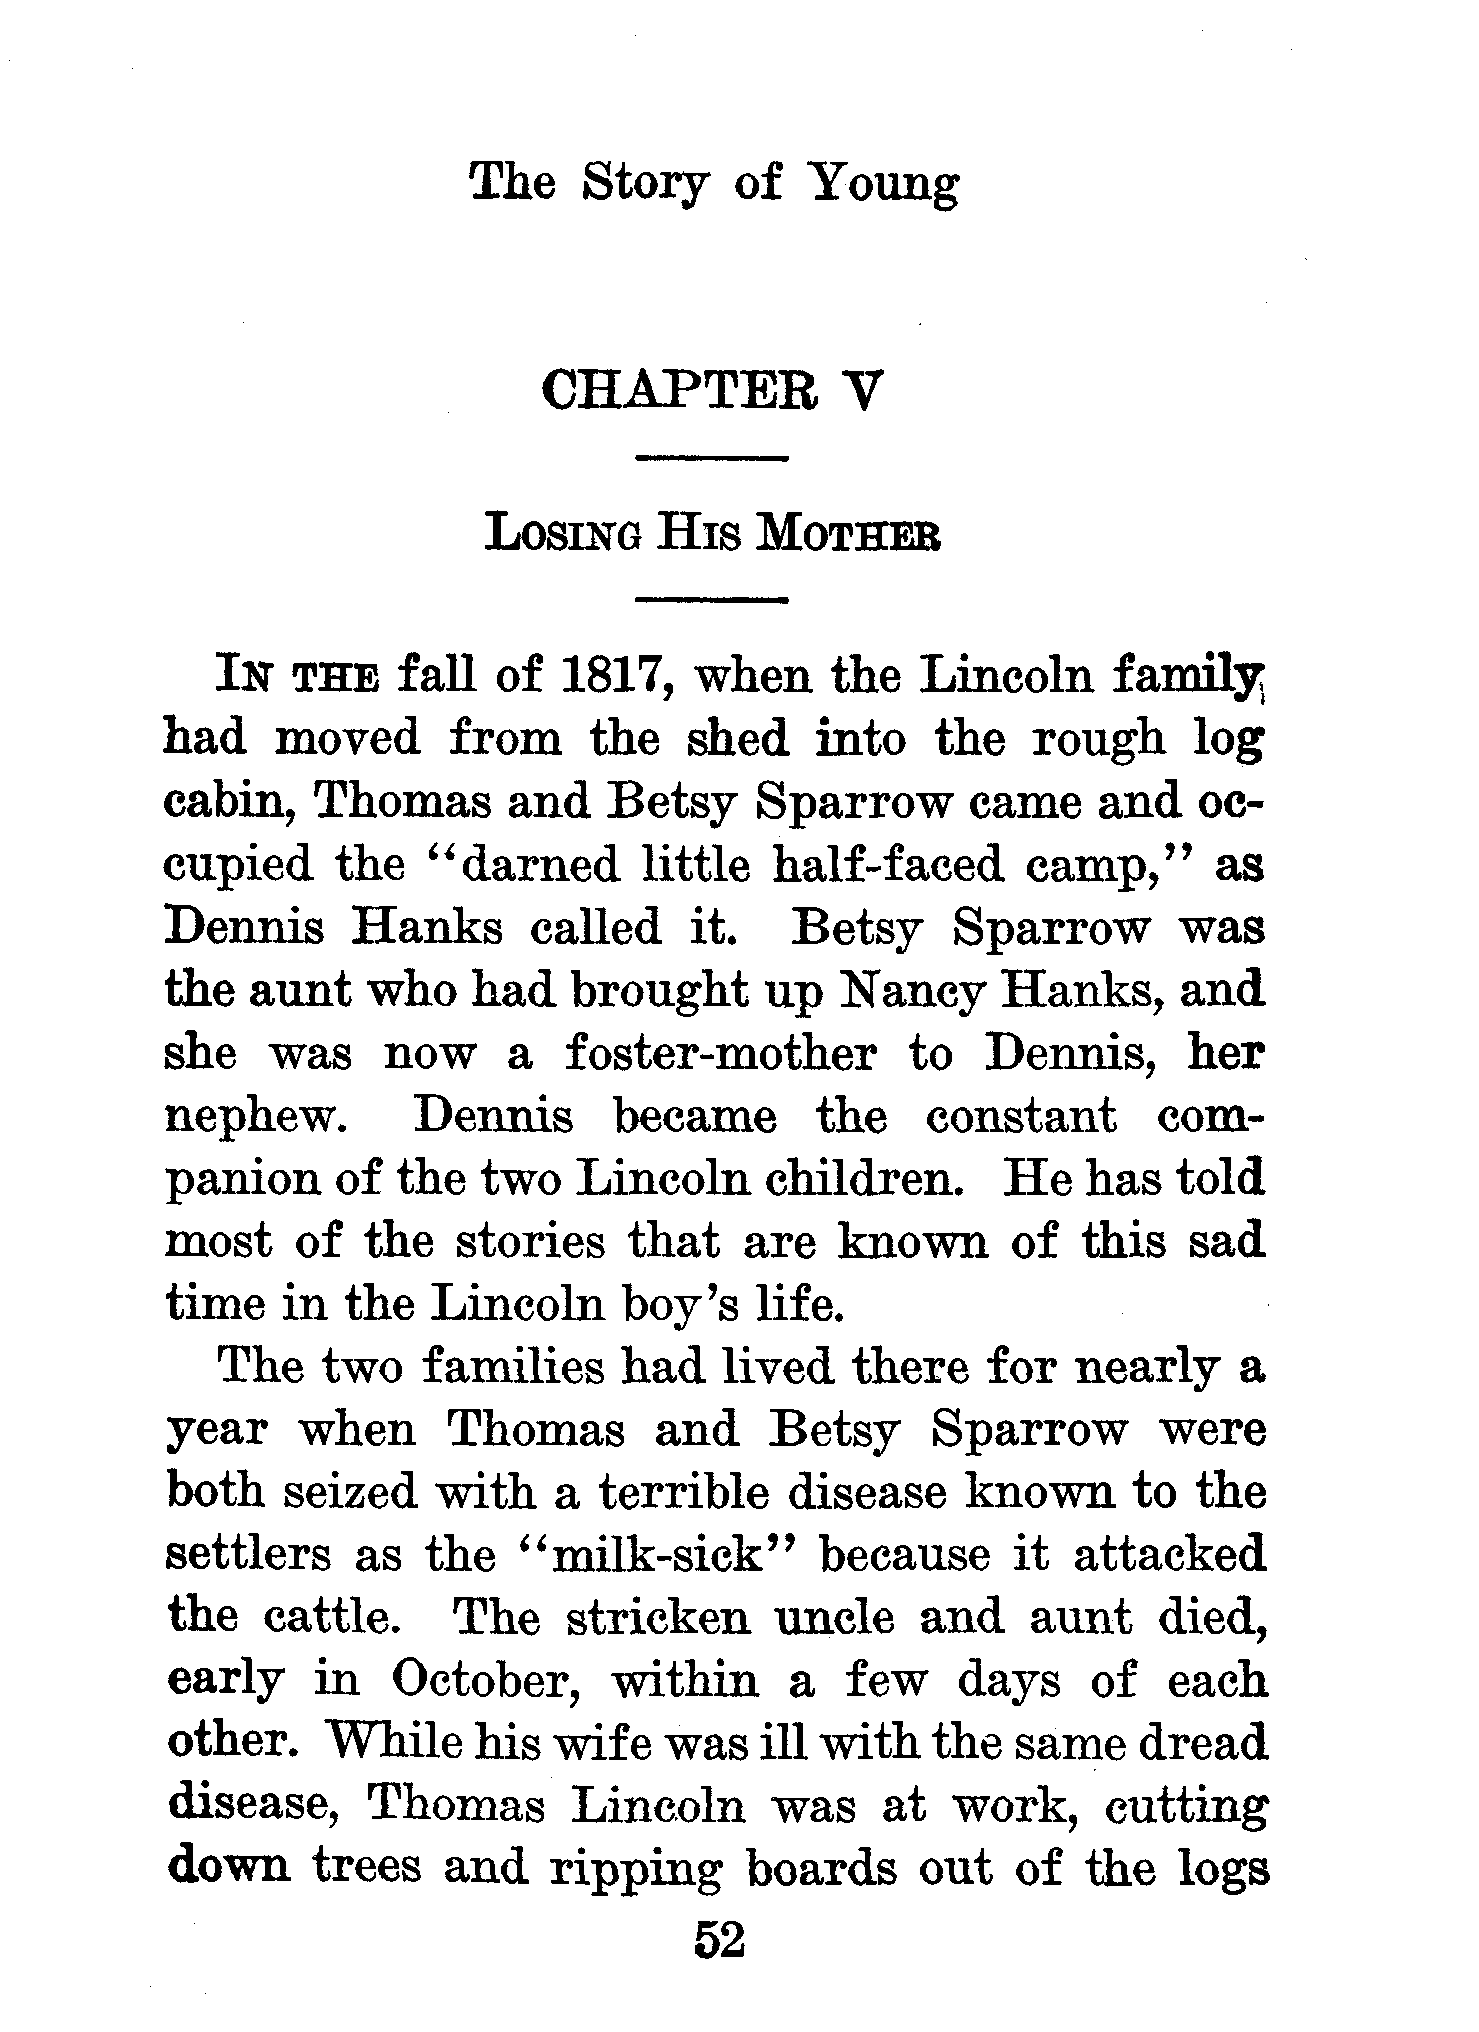 The Story of Young
CHAPTER V
Losing His Mother
In the fall of 1817, when the Lincoln family
had moved from the shed into the rough log
cabin, Thomas and Betsy Sparrow came and oc-
cupied the “darned little half-faced camp,” as
Dennis Hanks called it. Betsy Sparrow was
the aunt who had brought up Nancy Hanks, and
she was now a foster-mother to Dennis, her
nephew. Dennis became the constant com-
panion of the two Lincoln children. He has told
most of the stories that are known of this sad
time in the Lincoln boy’s life.
The two families had lived there for nearly a
year when Thomas and Betsy Sparrow were
both seized with a terrible disease known to the
settlers as the “milk-sick” because it attacked
the cattle. The stricken uncle and aunt died,
early in October, within a few days of each
other. While his wife was ill with the same dread
disease, Thomas Lincoln was at work, cutting
down trees and ripping boards out of the logs
52